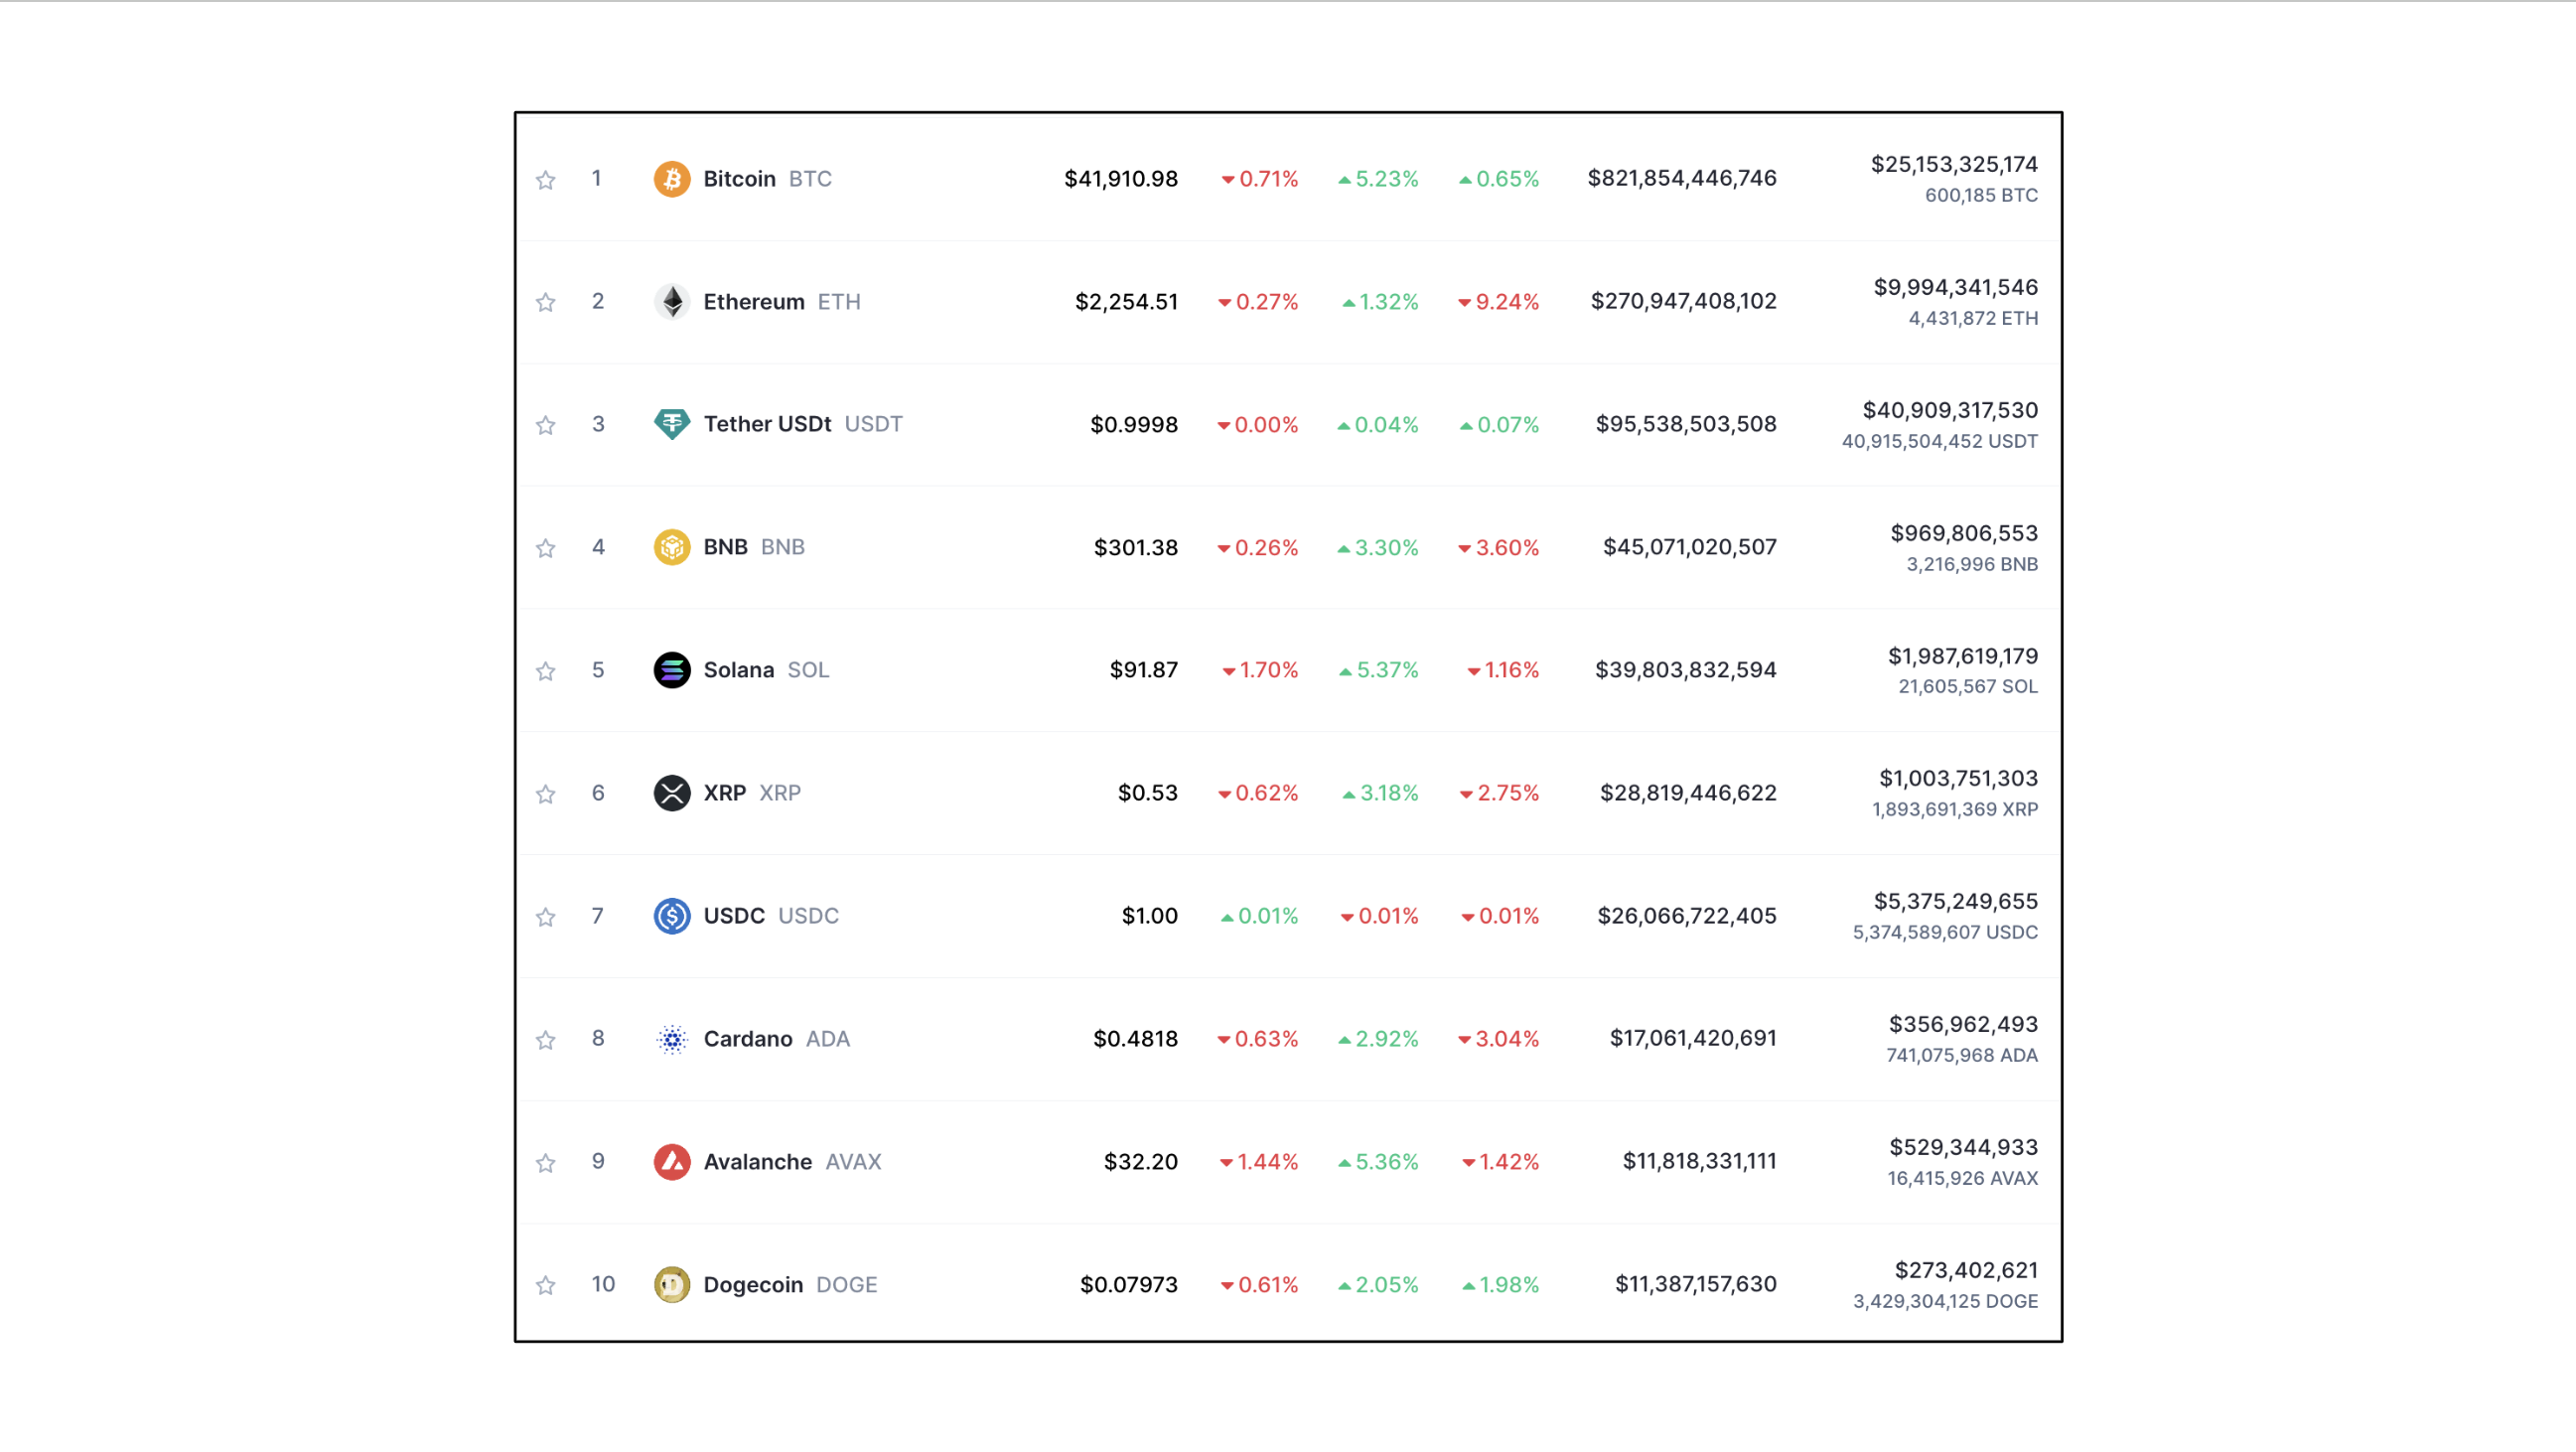 1 Bitcoin BTC $41,910.98 0.71% 5.23% 0.65% $821,854,446,746 $25,153,325,174
600,185 BTC
2 Ethereum ETH $2,254.51 0.27% 1.32% 9.24% $270,947,408,102 $9,994,341,546
4,431,872 ETH
3 Tether USDt USDT $0.9998 0.00% 0.04% 0.07% $95,538,503,508 $40,909,317,530
40,915,504,452 USDT
4 BNB BNB $301.38 0.26% 3.30% 3.60% $45,071,020,507 $969,806,553
3,216,996 BNB
5 Solana SOL $91.87 1.70% 5.37% 1.16% $39,803,832,594 $1,987,619,179
21,605,567 SOL
6 XRP XRP $0.53 0.62% 3.18% 2.75% $28,819,446,622 $1,003,751,303
1,893,691,369 XRP
7 USDC USDC $1.00 0.01% 0.01% 0.01% $26,066,722,405 $5,375,249,655
5,374,589,607 USDC
8 Cardano ADA $0.4818 0.63% 2.92% 3.04% $17,061,420,691 $356,962,493
741,075,968 ADA
9 Avalanche AVAX $32.20 1.44% 5.36% 1.42% $11,818,331,111 $529,344,933
16,415,926 AVAX
10 Dogecoin DOGE $0.07973 0.61% 2.05% 1.98% $11,387,157,630 $273,402,621
3,429,304,125 DOGE